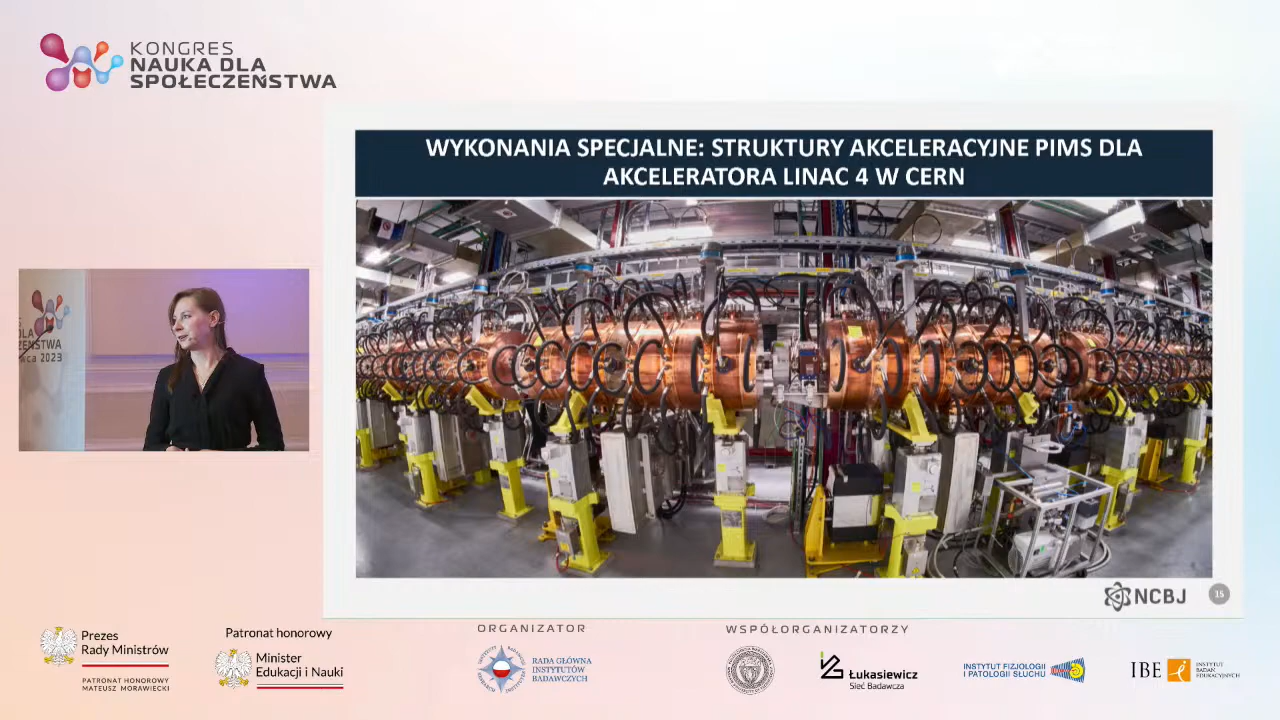 KONGRES
NAUKA DLA
SPOŁECZEŃSTWA
WYKONANIA SPECJALNE: STRUKTURY AKCELERACYJNE PIMS DLA
AKCELERATORA LINAC 4 W CERN
NCBJ
15
Prezes
Rady Ministrów
PATRONAT HONOROWY
MATEUSZ MORAWIECKI
Patronat honorowy
Minister
Edukacji i Nauki
ORGANIZATOR
RADA GŁÓWNA
INSTYTUTÓW
BADAWCZYCH
WSPÓŁORGANIZATORZY
Łukasiewicz
Sieć Badawcza
INSTYTUT FIZJOLOGII
I PATOLOGII SŁUCHU
IBE
INSTYTUT
BADAŃ
EDUKACYJNYCH